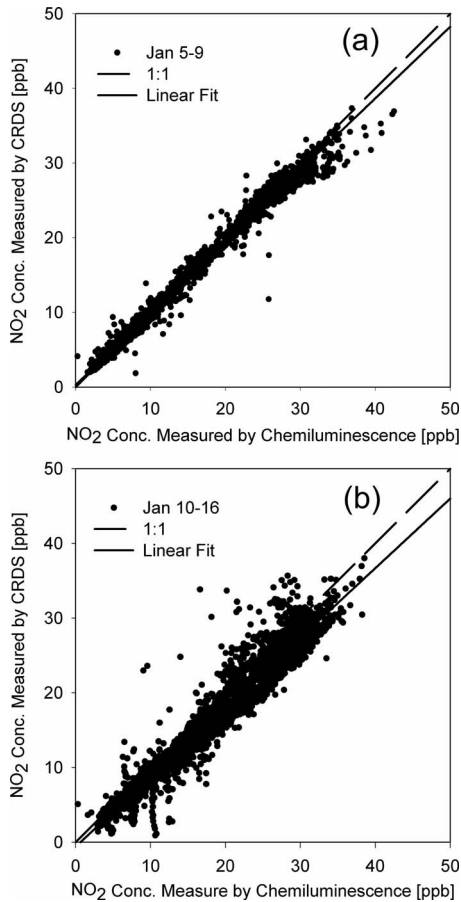 (a)
Jan 5-9
1:1
Linear Fit
NO2 Conc. Measured by CRDS [ppb]
50
40
30
20
10
0
0 10 20 30 40 50
NO2 Conc. Measured by Chemiluminescence [ppb]
(b)
Jan 10-16
1:1
Linear Fit
NO2 Conc. Measured by CRDS [ppb]
50
40
30
20
10
0
0 10 20 30 40 50
NO2 Conc. Measure by Chemiluminescence [ppb]